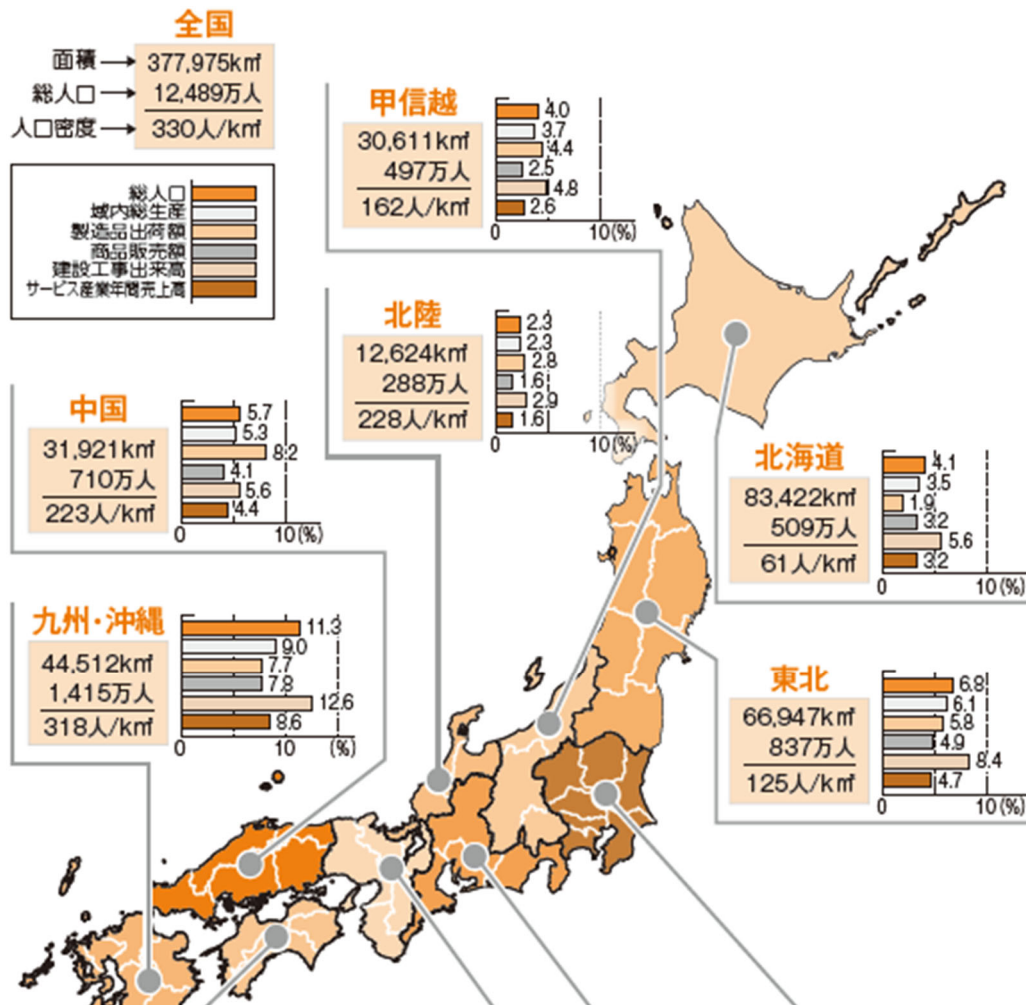 全国
面積 377,975k㎡
総人口 12,489万人
人口密度 330人/k㎡
総人口
域内総生産
製造品出荷額
商品販売額
建設工事出来高
サービス産業年間売上高
甲信越
30,611k㎡
497万人
162人/k㎡
4.0
3.7
4.4
2.5
4.8
2.6
0 10(%)
北陸
12,624k㎡
288万人
228人/k㎡
2.3
2.3
2.8
1.6
2.9
1.6
0 10(%)
中国
31,921k㎡
710万人
223人/k㎡
5.7
5.3
8.2
4.1
5.6
4.4
0 10(%)
北海道
83,422k㎡
509万人
61人/k㎡
4.1
3.5
1.9
3.2
5.6
3.2
0 10(%)
九州・沖縄
44,512k㎡
1,415万人
318人/k㎡
11.3
9.0
7.7
7.8
12.6
8.6
0 10 (%)
東北
66,947k㎡
837万人
125人/k㎡
6.8
6.1
5.8
4.9
8.4
4.7
0 10(%)